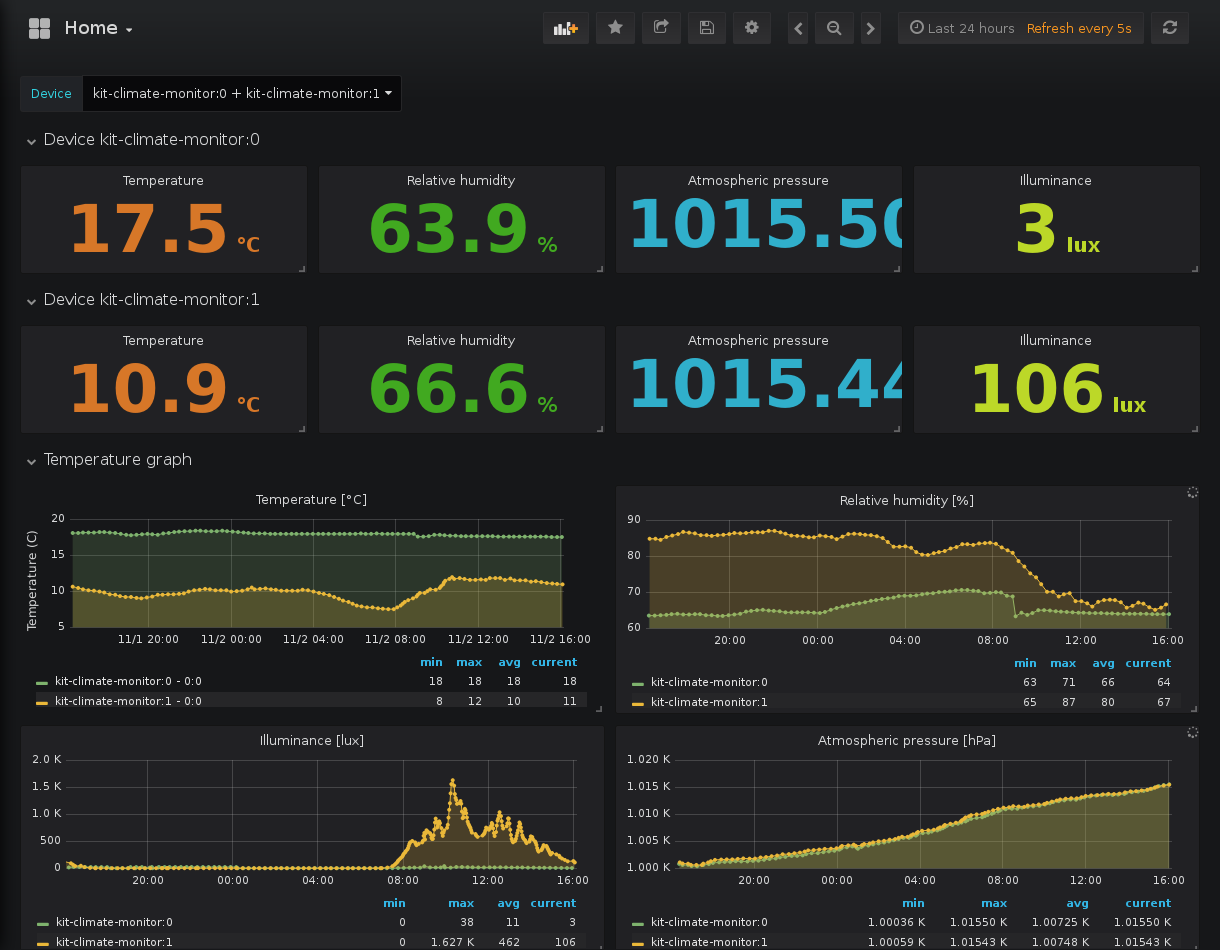 Home
Last 24 hours Refresh every 5s
Device kit-climate-monitor:0 + kit-climate-monitor:1
Device kit-climate-monitor:0
Temperature Relative humidity Atmospheric pressure Illuminance
17.5 °C 63.9 % 1015.50 3 lux
Device kit-climate-monitor:1
Temperature Relative humidity Atmospheric pressure Illuminance
10.9 °C 66.6 % 1015.44 106 lux
Temperature graph
Temperature [°C]
Temperature (C)
20
15
10
5
11/1 20:00 11/2 00:00 11/2 04:00 11/2 08:00 11/2 12:00 11/2 16:00
min max avg current
kit-climate-monitor:0 - 0:0 18 18 18 18
kit-climate-monitor:1 - 0:0 8 12 10 11
Relative humidity [%]
90
80
70
60
20:00 00:00 04:00 08:00 12:00 16:00
min max avg current
kit-climate-monitor:0 63 71 66 64
kit-climate-monitor:1 65 87 80 67
Illuminance [lux]
2.0 K
1.5 K
1.0 K
500
0
20:00 00:00 04:00 08:00 12:00 16:00
min max avg current
kit-climate-monitor:0 0 38 11 3
kit-climate-monitor:1 0 1.627 K 462 106
Atmospheric pressure [hPa]
1.020 K
1.015 K
1.010 K
1.005 K
1.000 K
20:00 00:00 04:00 08:00 12:00 16:00
min max avg current
kit-climate-monitor:0 1.00036 K 1.01550 K 1.00725 K 1.01550 K
kit-climate-monitor:1 1.00059 K 1.01543 K 1.00748 K 1.01543 K